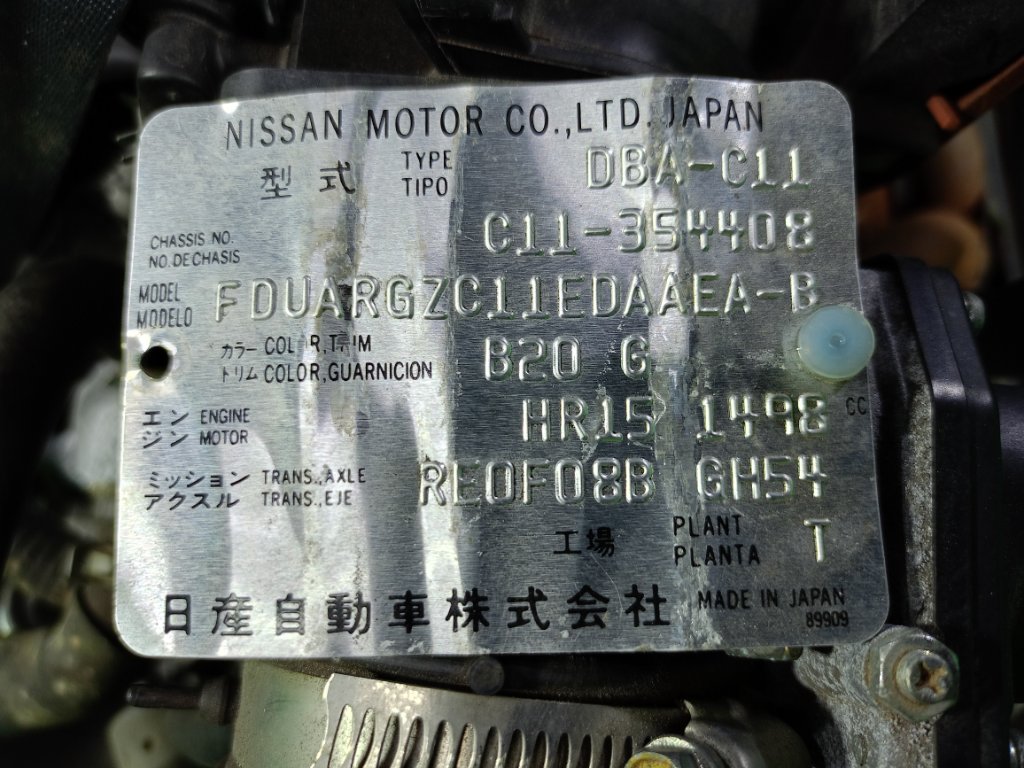 NISSAN MOTOR CO.,LTD. JAPAN
型式 TYPE TIPO DBA-C11
CHASSIS NO. NO. DE CHASIS C11-354408
MODEL MODELO FDUARGZC11EDAAEA-B
カラー COLOR, TRIM
トリム COLOR, GUARNICION B20 G
エン ENGINE
ジン MOTOR HR15 1498 CC
ミッション TRANS., AXLE
アクスル TRANS., EJE RE0F08B GH54
工場 PLANT PLANTA T
日産自動車株式会社 MADE IN JAPAN
89909